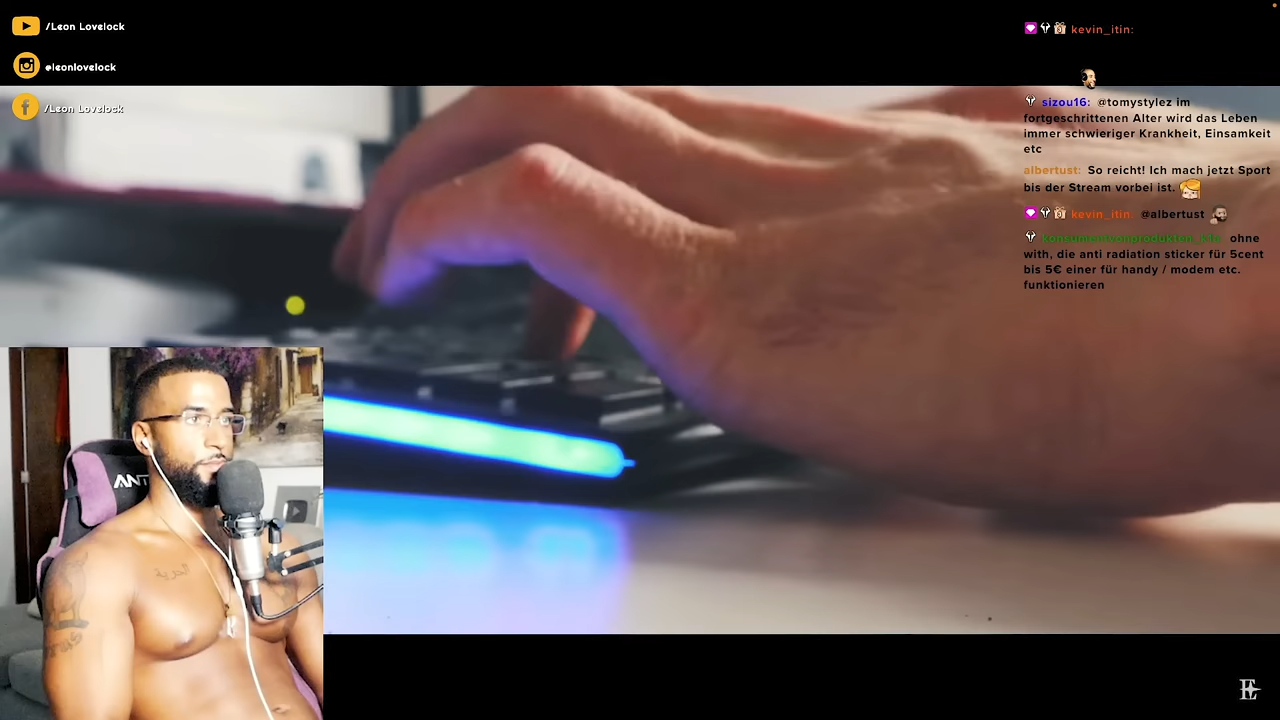 /Leon Lovelock
@leonlovelock
/Leon Lovelock
kevin_itin:
sizou16: @tomystylez im
fortgeschrittenen Alter wird das Leben
immer schwieriger Krankheit, Einsamkeit
etc
albertust: So reicht! Ich mach jetzt Sport
bis der Stream vorbei ist.
kevin_itin: @albertust
ohne
with, die anti radiation sticker für 5cent
bis 5€ einer für handy / modem etc.
funktionieren
ANT